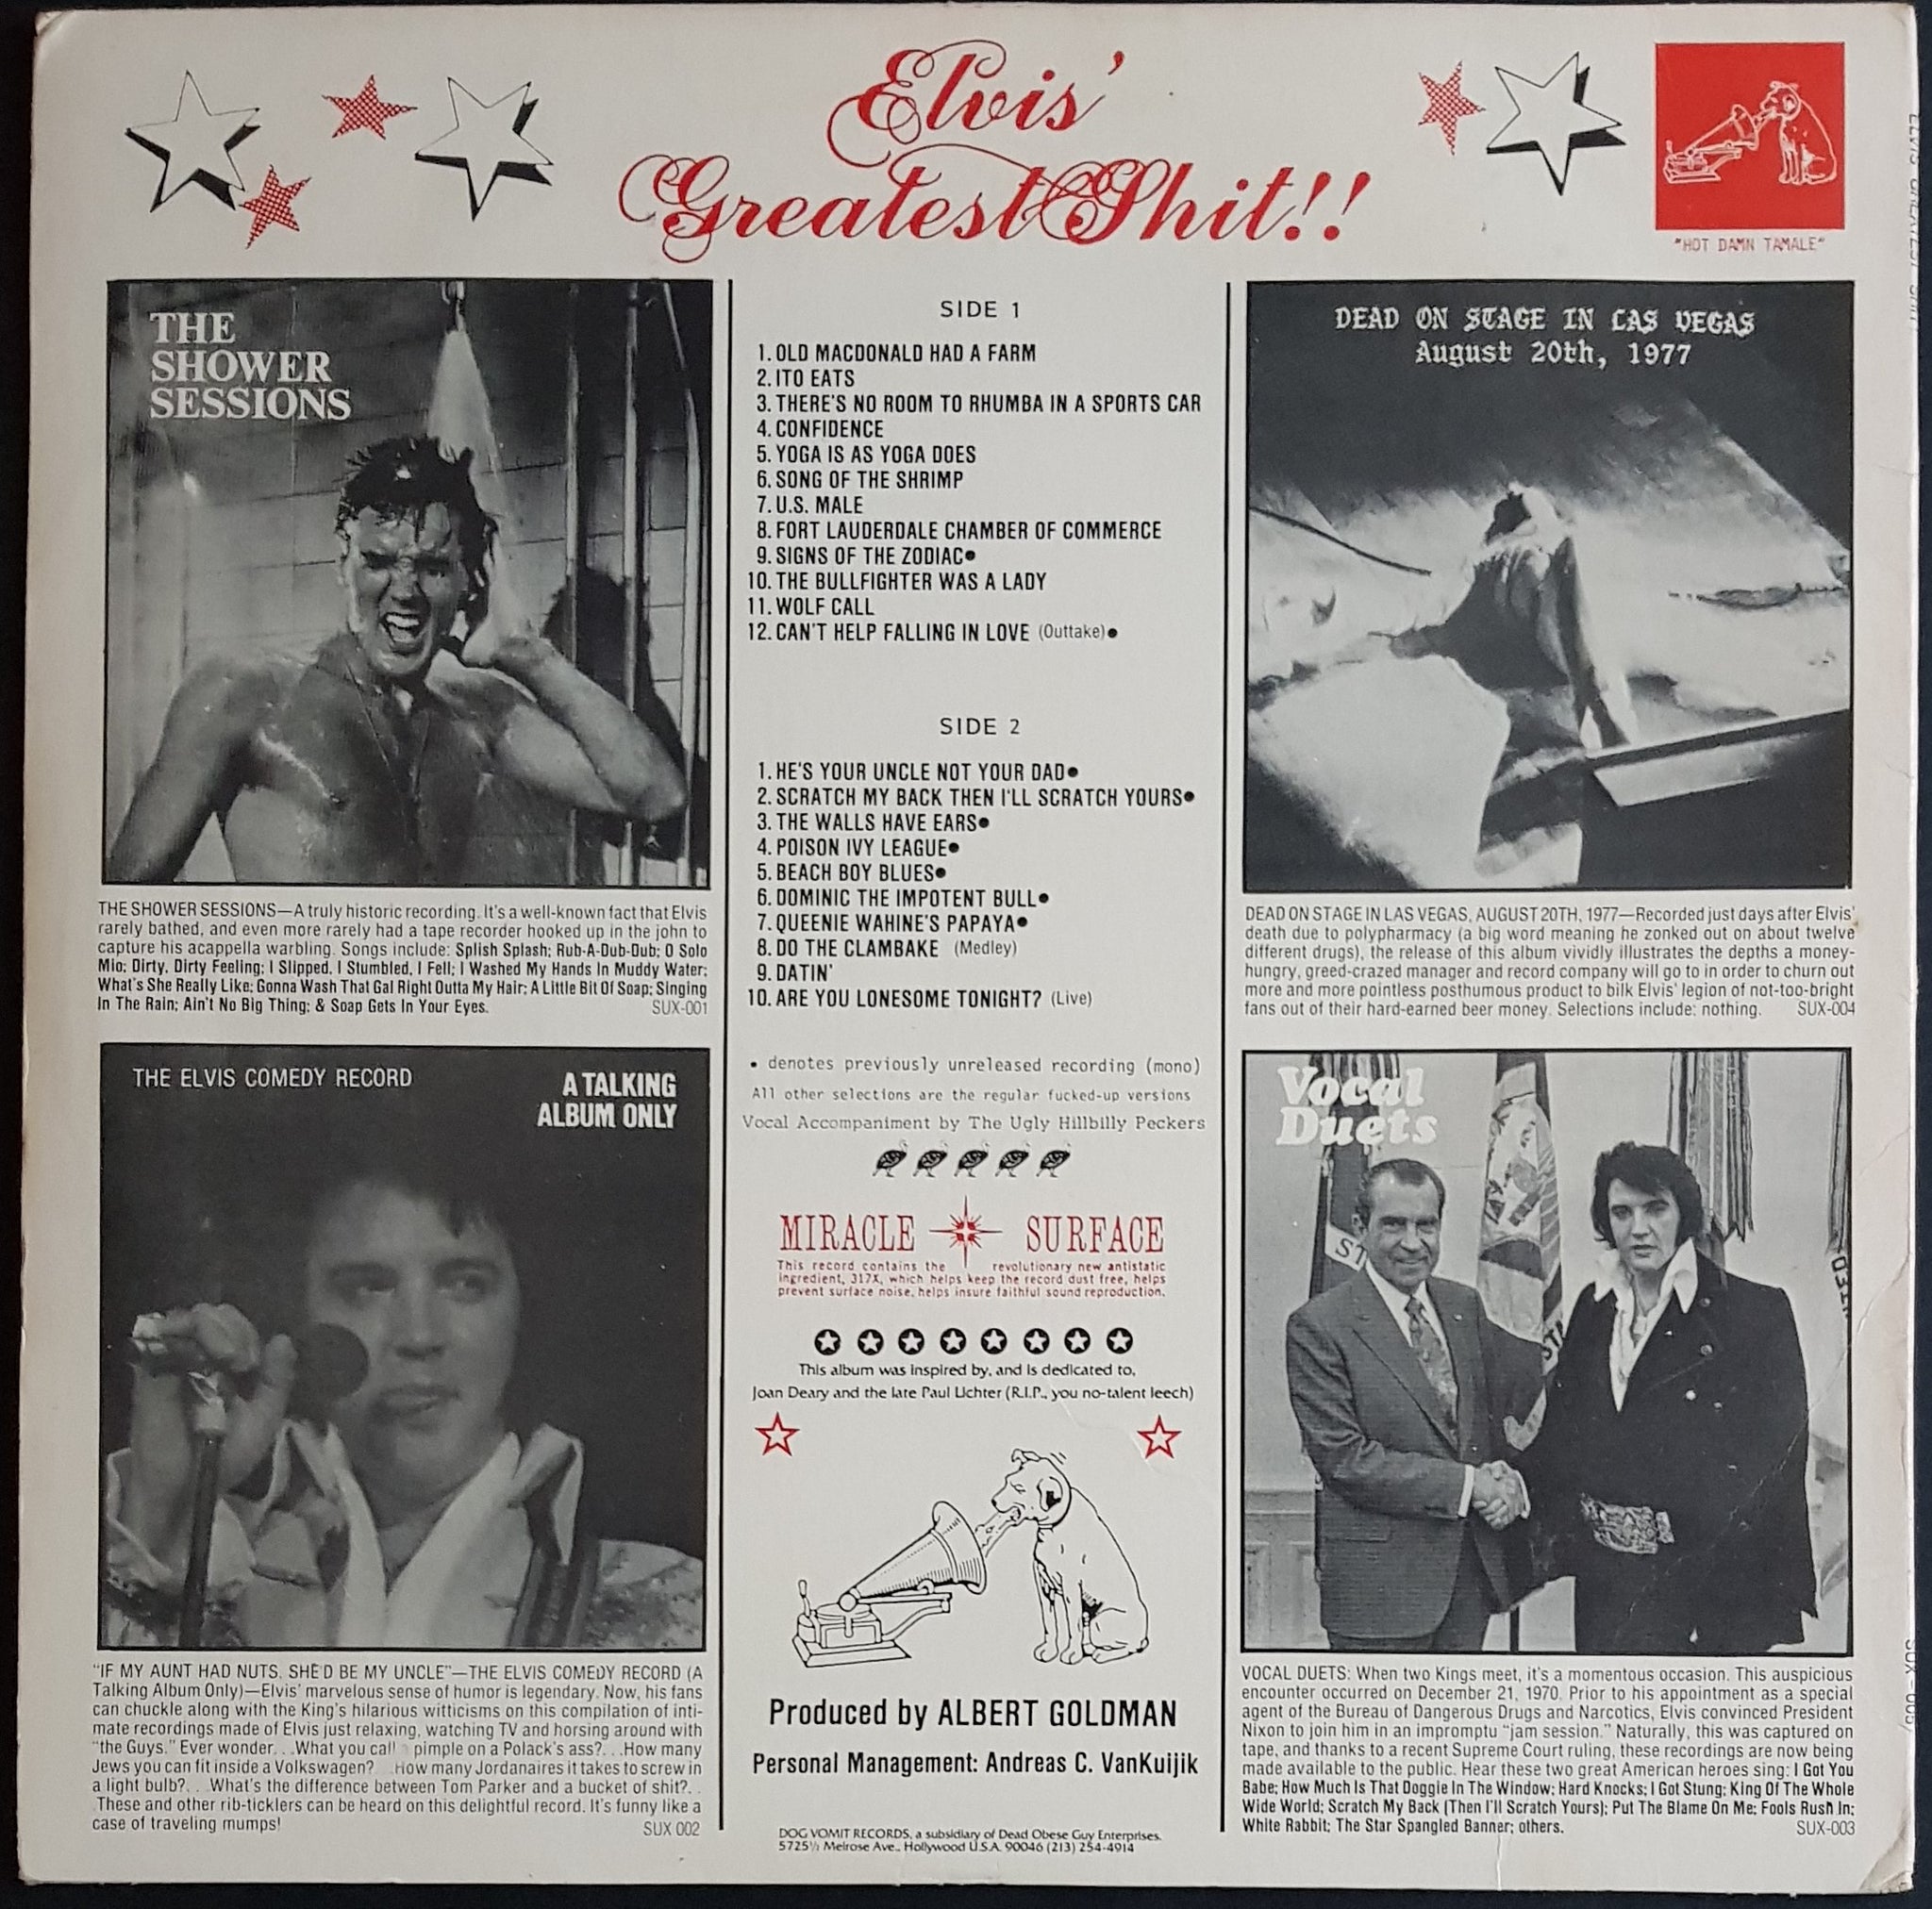 Elvis'
Greatest Shit!!
"HOT DAMN TAMALE"
THE
SHOWER
SESSIONS
THE SHOWER SESSIONS—A truly historic recording. It's a well-known fact that Elvis
rarely bathed, and even more rarely had a tape recorder hooked up in the john to
capture his acappella warbling. Songs include: Splish Splash; Rub-A-Dub-Dub; O Solo
Mio; Dirty, Dirty Feeling; I Slipped, I Stumbled, I Fell; I Washed My Hands In Muddy Water;
What's She Really Like; Gonna Wash That Gal Right Outta My Hair; A Little Bit Of Soap; Singing
In The Rain; Ain't No Big Thing; & Soap Gets In Your Eyes. SUX-001
THE ELVIS COMEDY RECORD
A TALKING
ALBUM ONLY
"IF MY AUNT HAD NUTS, SHE'D BE MY UNCLE"—THE ELVIS COMEDY RECORD (A
Talking Album Only)—Elvis' marvelous sense of humor is legendary. Now, his fans
can chuckle along with the King's hilarious witticisms on this compilation of inti-
mate recordings made of Elvis just relaxing, watching TV and horsing around with
"the Guys." Ever wonder. . .What you call pimple on a Polack's ass?. . .How many
Jews you can fit inside a Volkswagen? . .How many Jordanaires it takes to screw in
a light bulb?. . .What's the difference between Tom Parker and a bucket of shit?. .
These and other rib-ticklers can be heard on this delightful record. It's funny like a
case of traveling mumps! SUX 002
SIDE 1
1. OLD MACDONALD HAD A FARM
2. ITO EATS
3. THERE'S NO ROOM TO RHUMBA IN A SPORTS CAR
4. CONFIDENCE
5. YOGA IS AS YOGA DOES
6. SONG OF THE SHRIMP
7. U.S. MALE
8. FORT LAUDERDALE CHAMBER OF COMMERCE
9. SIGNS OF THE ZODIAC●
10. THE BULLFIGHTER WAS A LADY
11. WOLF CALL
12. CAN'T HELP FALLING IN LOVE (Outtake)●
SIDE 2
1. HE'S YOUR UNCLE NOT YOUR DAD●
2. SCRATCH MY BACK THEN I'LL SCRATCH YOURS●
3. THE WALLS HAVE EARS●
4. POISON IVY LEAGUE●
5. BEACH BOY BLUES●
6. DOMINIC THE IMPOTENT BULL●
7. QUEENIE WAHINE'S PAPAYA●
8. DO THE CLAMBAKE (Medley)
9. DATIN'
10. ARE YOU LONESOME TONIGHT? (Live)
● denotes previously unreleased recording (mono)
All other selections are the regular fucked-up versions
Vocal Accompaniment by The Ugly Hillbilly Peckers
MIRACLE SURFACE
This record contains the revolutionary new antistatic
ingredient, 317X, which helps keep the record dust free, helps
prevent surface noise, helps insure faithful sound reproduction.
This album was inspired by, and is dedicated to,
Joan Deary and the late Paul Lichter (R.I.P., you no-talent leech)
Produced by ALBERT GOLDMAN
Personal Management: Andreas C. VanKuijik
DOG VOMIT RECORDS, a subsidiary of Dead Obese Guy Enterprises.
5725½ Melrose Ave., Hollywood U.S.A. 90046 (213) 254-4914
DEAD ON STAGE IN LAS VEGAS
August 20th, 1977
DEAD ON STAGE IN LAS VEGAS, AUGUST 20TH, 1977—Recorded just days after Elvis'
death due to polypharmacy (a big word meaning he zonked out on about twelve
different drugs), the release of this album vividly illustrates the depths a money-
hungry, greed-crazed manager and record company will go to in order to churn out
more and more pointless posthumous product to bilk Elvis' legion of not-too-bright
fans out of their hard-earned beer money. Selections include: nothing. SUX-004
Vocal
Duets
VOCAL DUETS: When two Kings meet, it's a momentous occasion. This auspicious
encounter occurred on December 21, 1970. Prior to his appointment as a special
agent of the Bureau of Dangerous Drugs and Narcotics, Elvis convinced President
Nixon to join him in an impromptu "jam session." Naturally, this was captured on
tape, and thanks to a recent Supreme Court ruling, these recordings are now being
made available to the public. Hear these two great American heroes sing: I Got You
Babe; How Much Is That Doggie In The Window; Hard Knocks; I Got Stung; King Of The Whole
Wide World; Scratch My Back (Then I'll Scratch Yours); Put The Blame On Me; Fools Rush In;
White Rabbit; The Star Spangled Banner; others. SUX-003
ELVIS' GREATEST SHIT
SUX-005